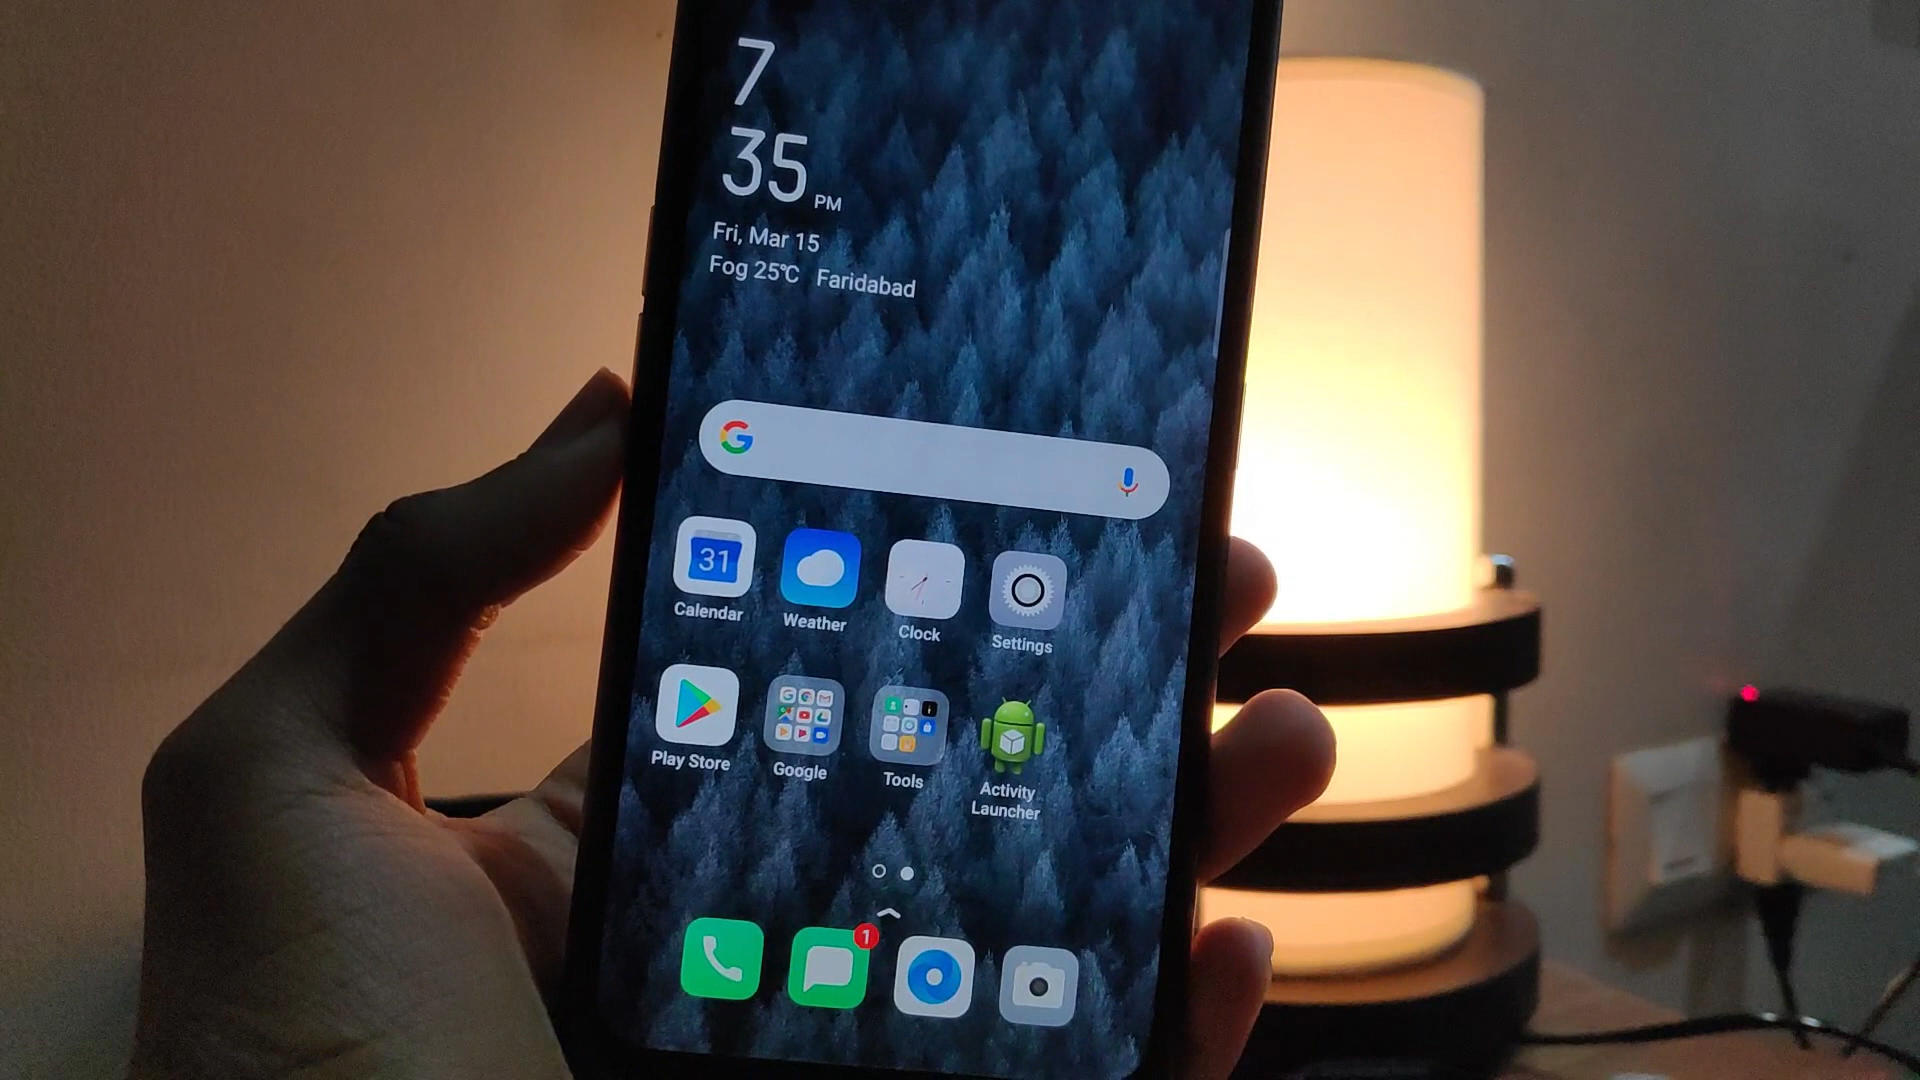 7
35 PM
Fri, Mar 15
Fog 25°C Faridabad
G
31
Calendar
Weather
Clock
Settings
Play Store
Google
Tools
Activity
Launcher
1